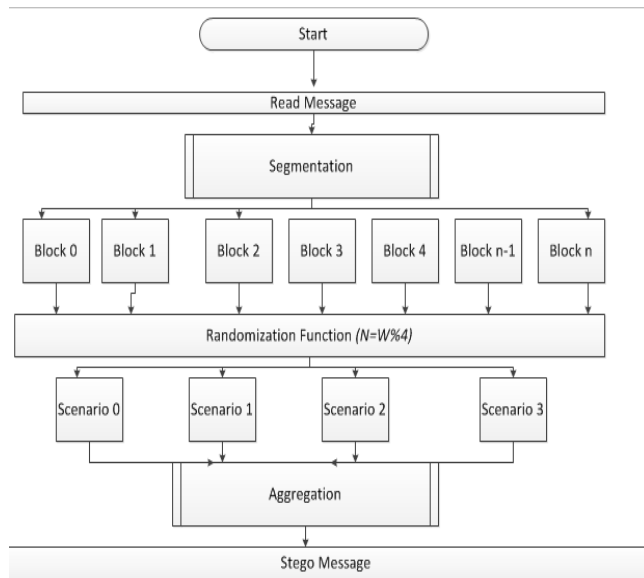 Start
Read Message
Segmentation
Block 0
Block 1
Block 2
Block 3
Block 4
Block n-1
Block n
Randomization Function (N=W%4)
Scenario 0
Scenario 1
Scenario 2
Scenario 3
Aggregation
Stego Message